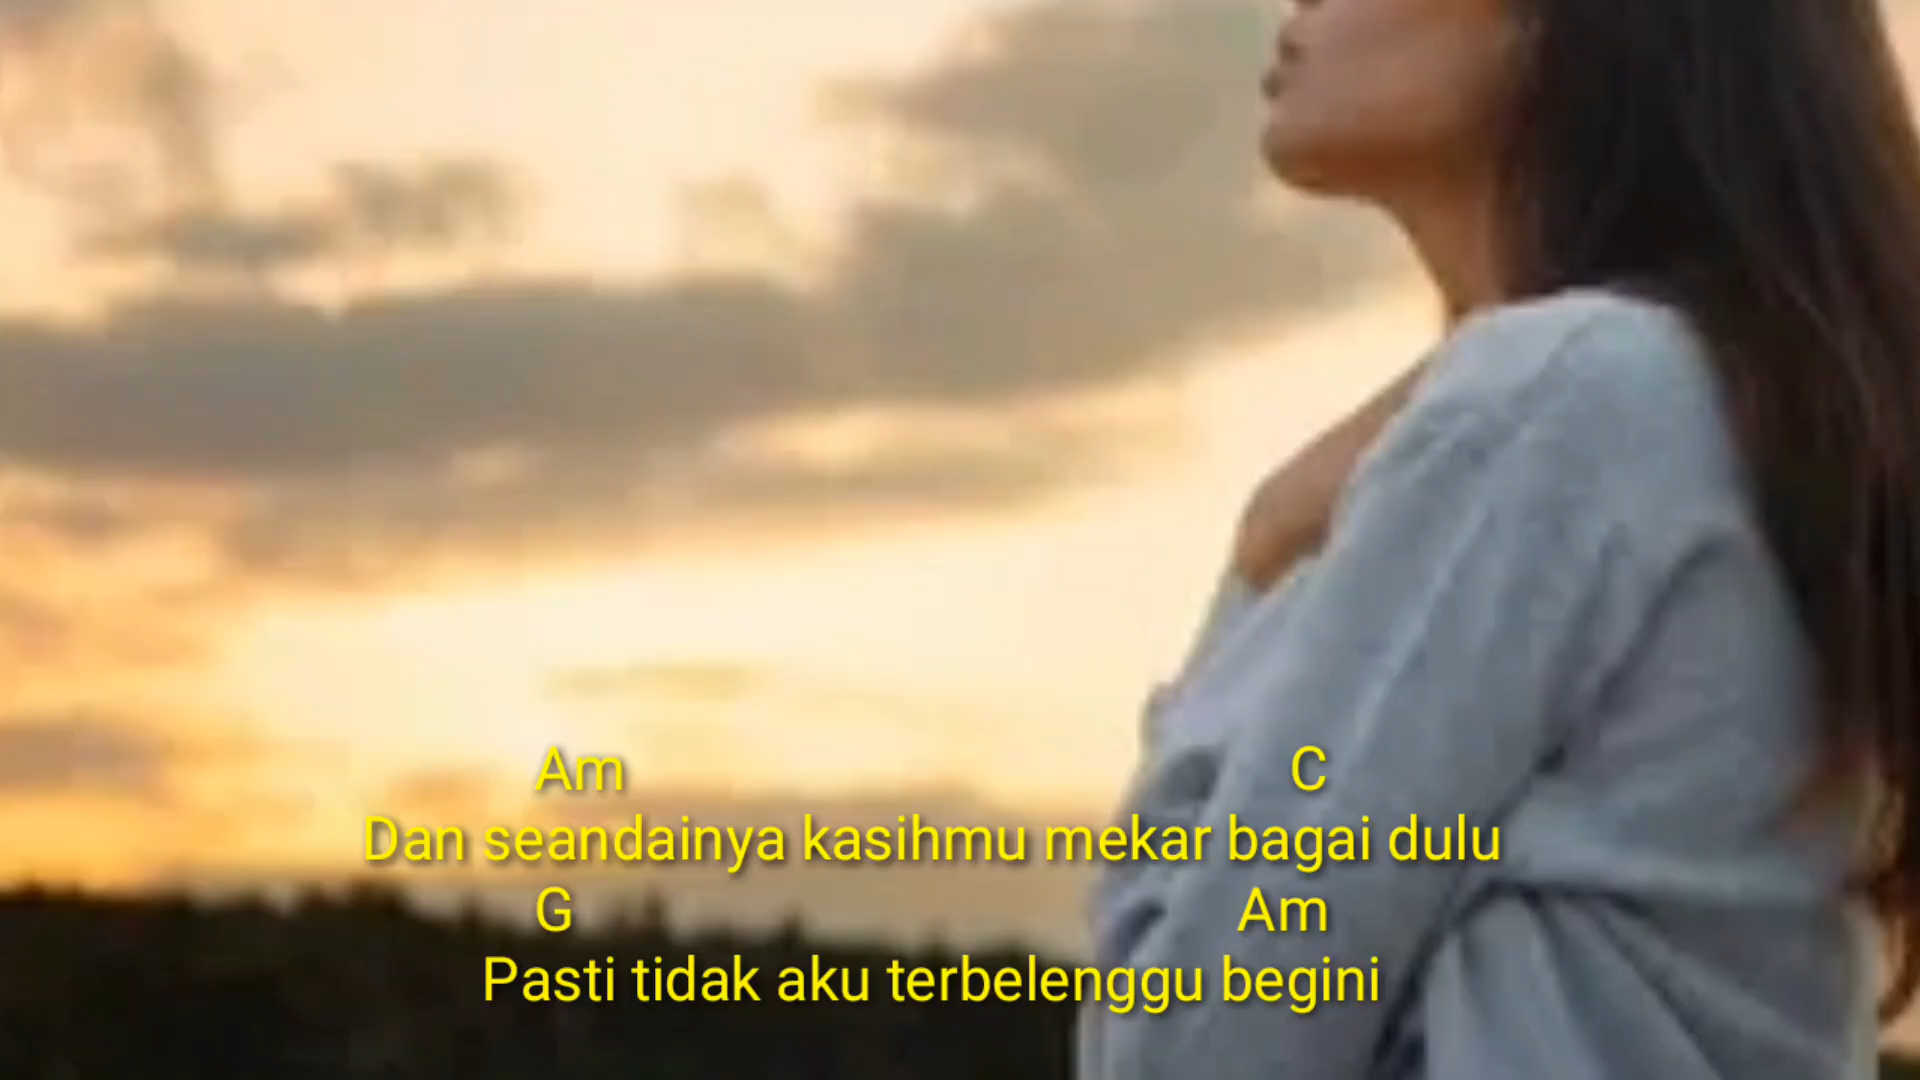 Am C
Dan seandainya kasihmu mekar bagai dulu
G Am
Pasti tidak aku terbelenggu begini